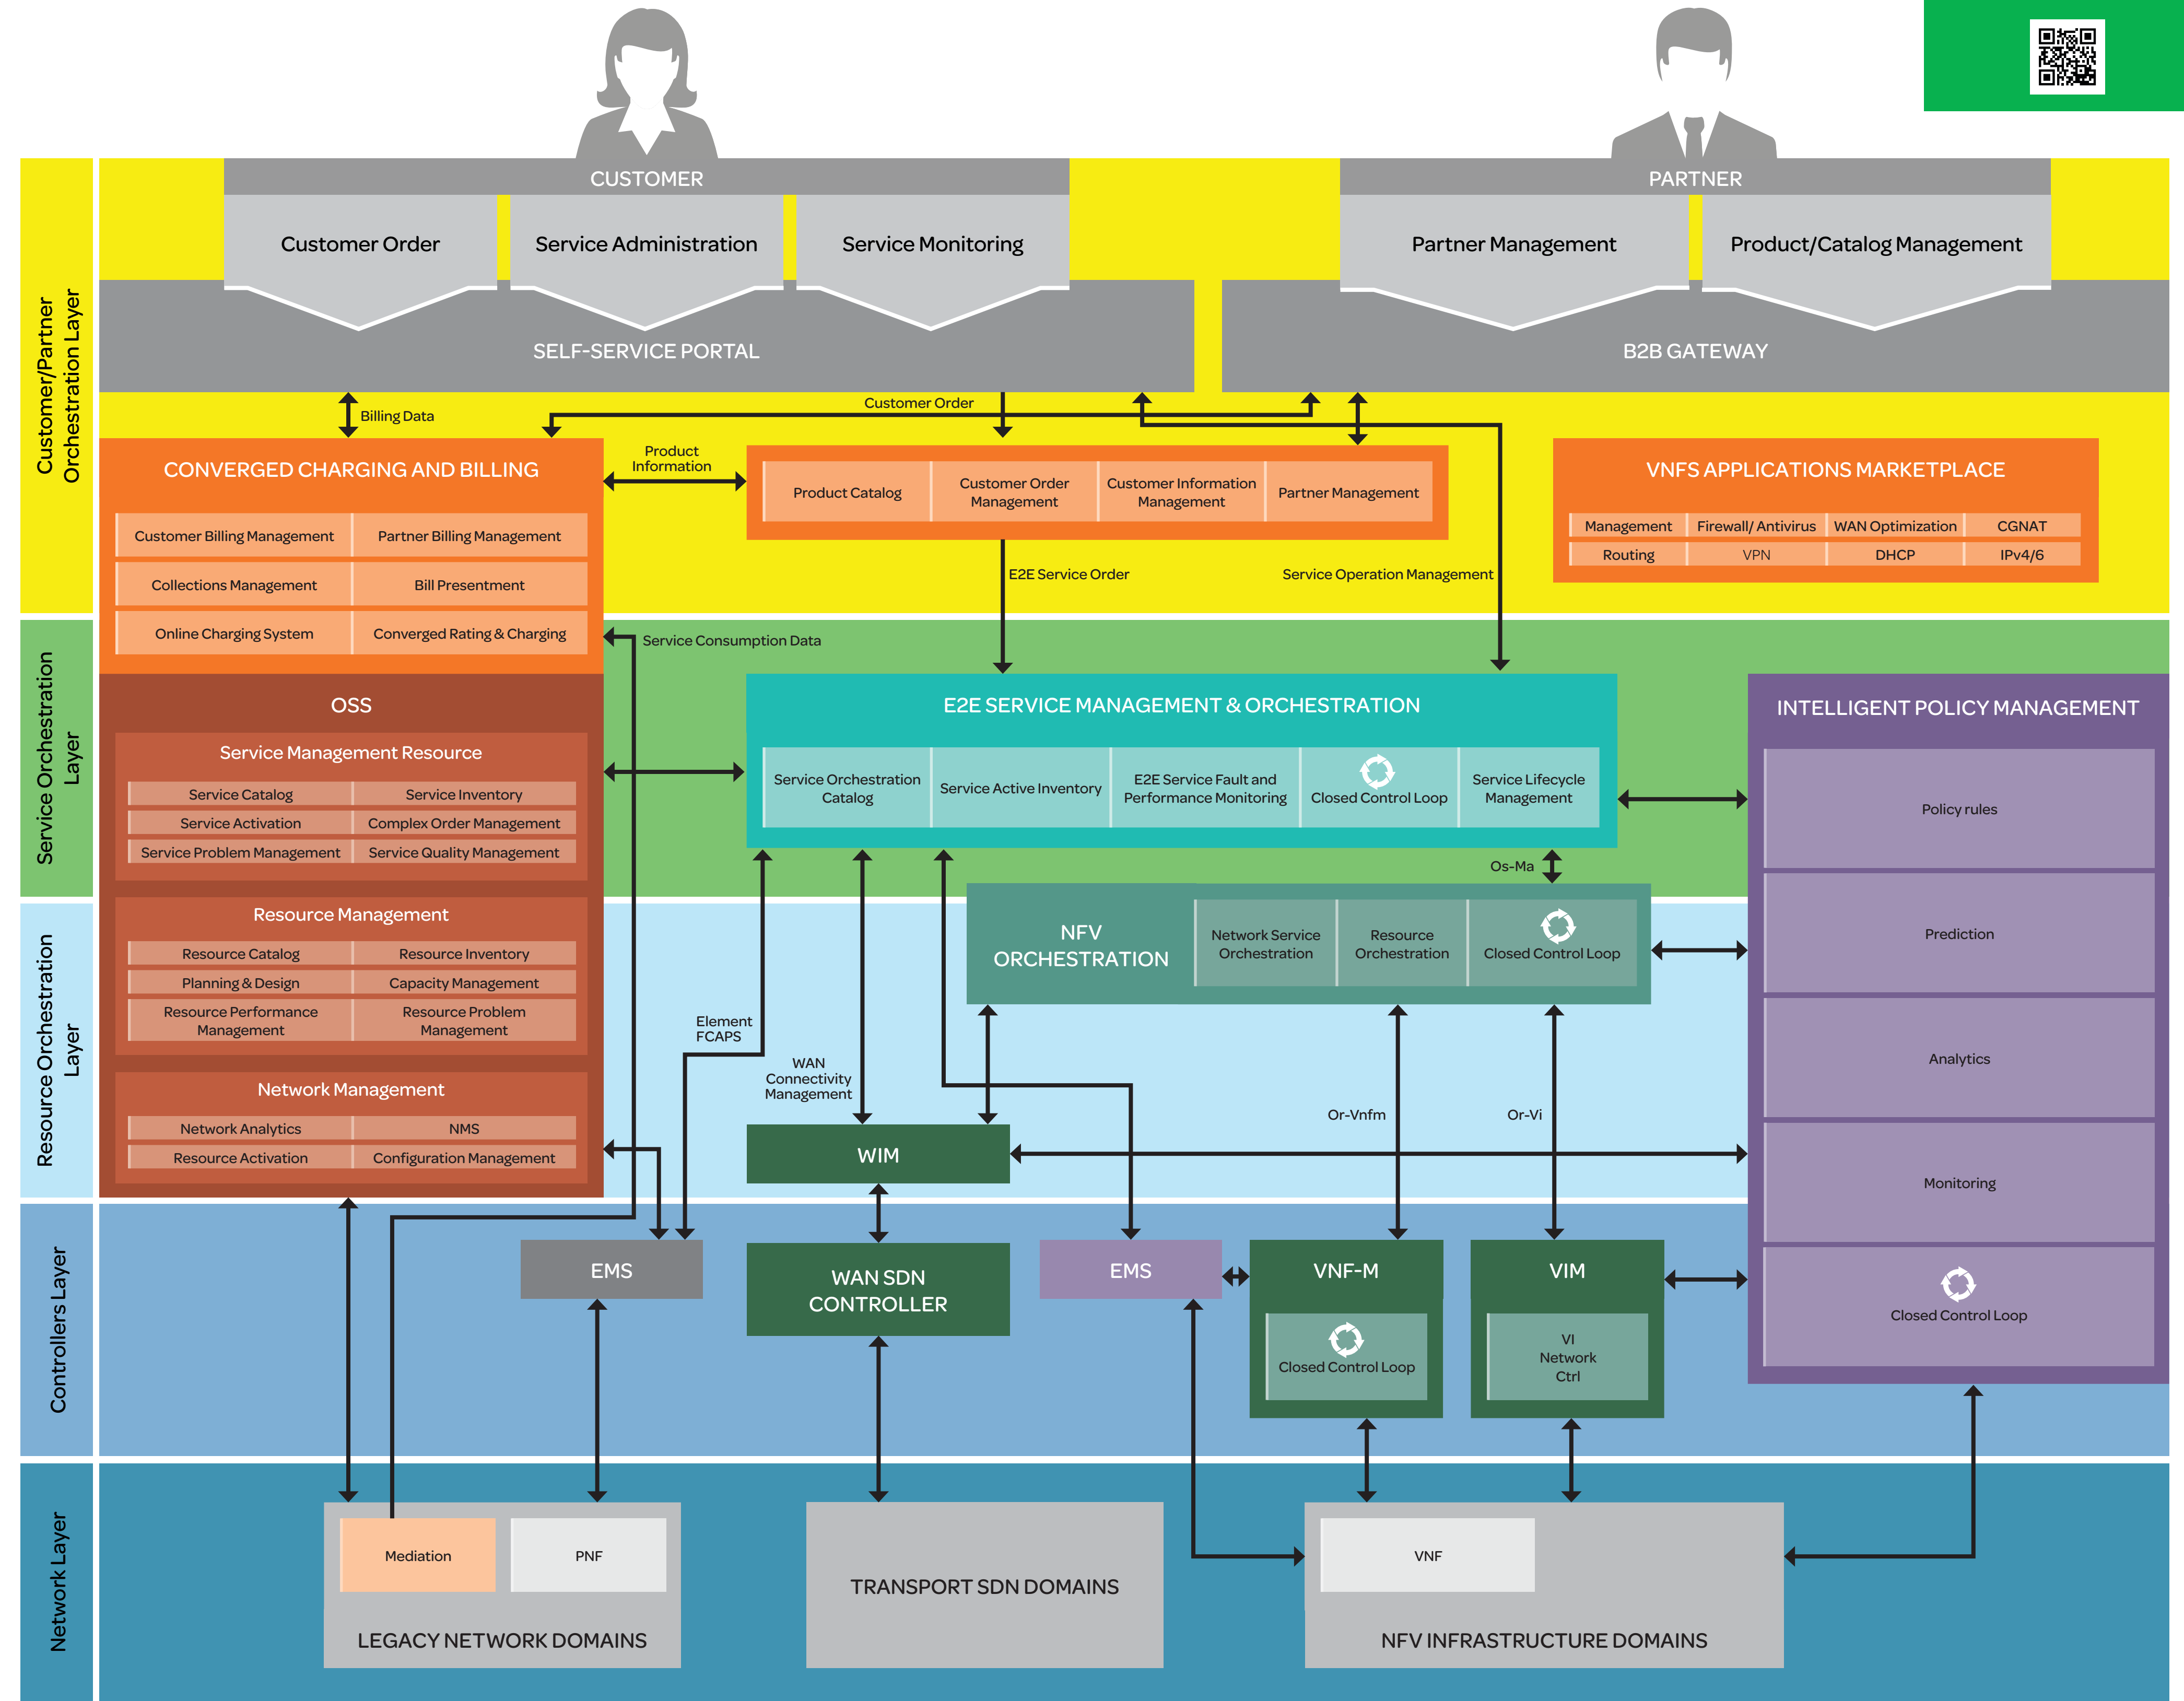 CUSTOMER
PARTNER
Customer Order
Service Administration
Service Monitoring
Partner Management
Product/Catalog Management
SELF-SERVICE PORTAL
B2B GATEWAY
Customer/Partner
Orchestration Layer
Billing Data
Customer Order
CONVERGED CHARGING AND BILLING
Customer Billing Management
Partner Billing Management
Collections Management
Bill Presentment
Online Charging System
Converged Rating & Charging
Product
Information
Product Catalog
Customer Order
Management
Customer Information
Management
Partner Management
VNFS APPLICATIONS MARKETPLACE
Management
Firewall/ Antivirus
WAN Optimization
CGNAT
Routing
VPN
DHCP
IPv4/6
E2E Service Order
Service Operation Management
Service Orchestration
Layer
Service Consumption Data
OSS
Service Management Resource
Service Catalog
Service Inventory
Service Activation
Complex Order Management
Service Problem Management
Service Quality Management
E2E SERVICE MANAGEMENT & ORCHESTRATION
Service Orchestration
Catalog
Service Active Inventory
E2E Service Fault and
Performance Monitoring
Closed Control Loop
Service Lifecycle
Management
INTELLIGENT POLICY MANAGEMENT
Policy rules
Prediction
Analytics
Monitoring
Closed Control Loop
Os-Ma
Resource Orchestration
Layer
Resource Management
Resource Catalog
Resource Inventory
Planning & Design
Capacity Management
Resource Performance
Management
Resource Problem
Management
NFV
ORCHESTRATION
Network Service
Orchestration
Resource
Orchestration
Closed Control Loop
Element
FCAPS
WAN
Connectivity
Management
Or-Vnfm
Or-Vi
Network Management
Network Analytics
NMS
Resource Activation
Configuration Management
WIM
Controllers Layer
EMS
WAN SDN
CONTROLLER
EMS
VNF-M
Closed Control Loop
VIM
VI
Network
Ctrl
Network Layer
Mediation
PNF
LEGACY NETWORK DOMAINS
TRANSPORT SDN DOMAINS
VNF
NFV INFRASTRUCTURE DOMAINS